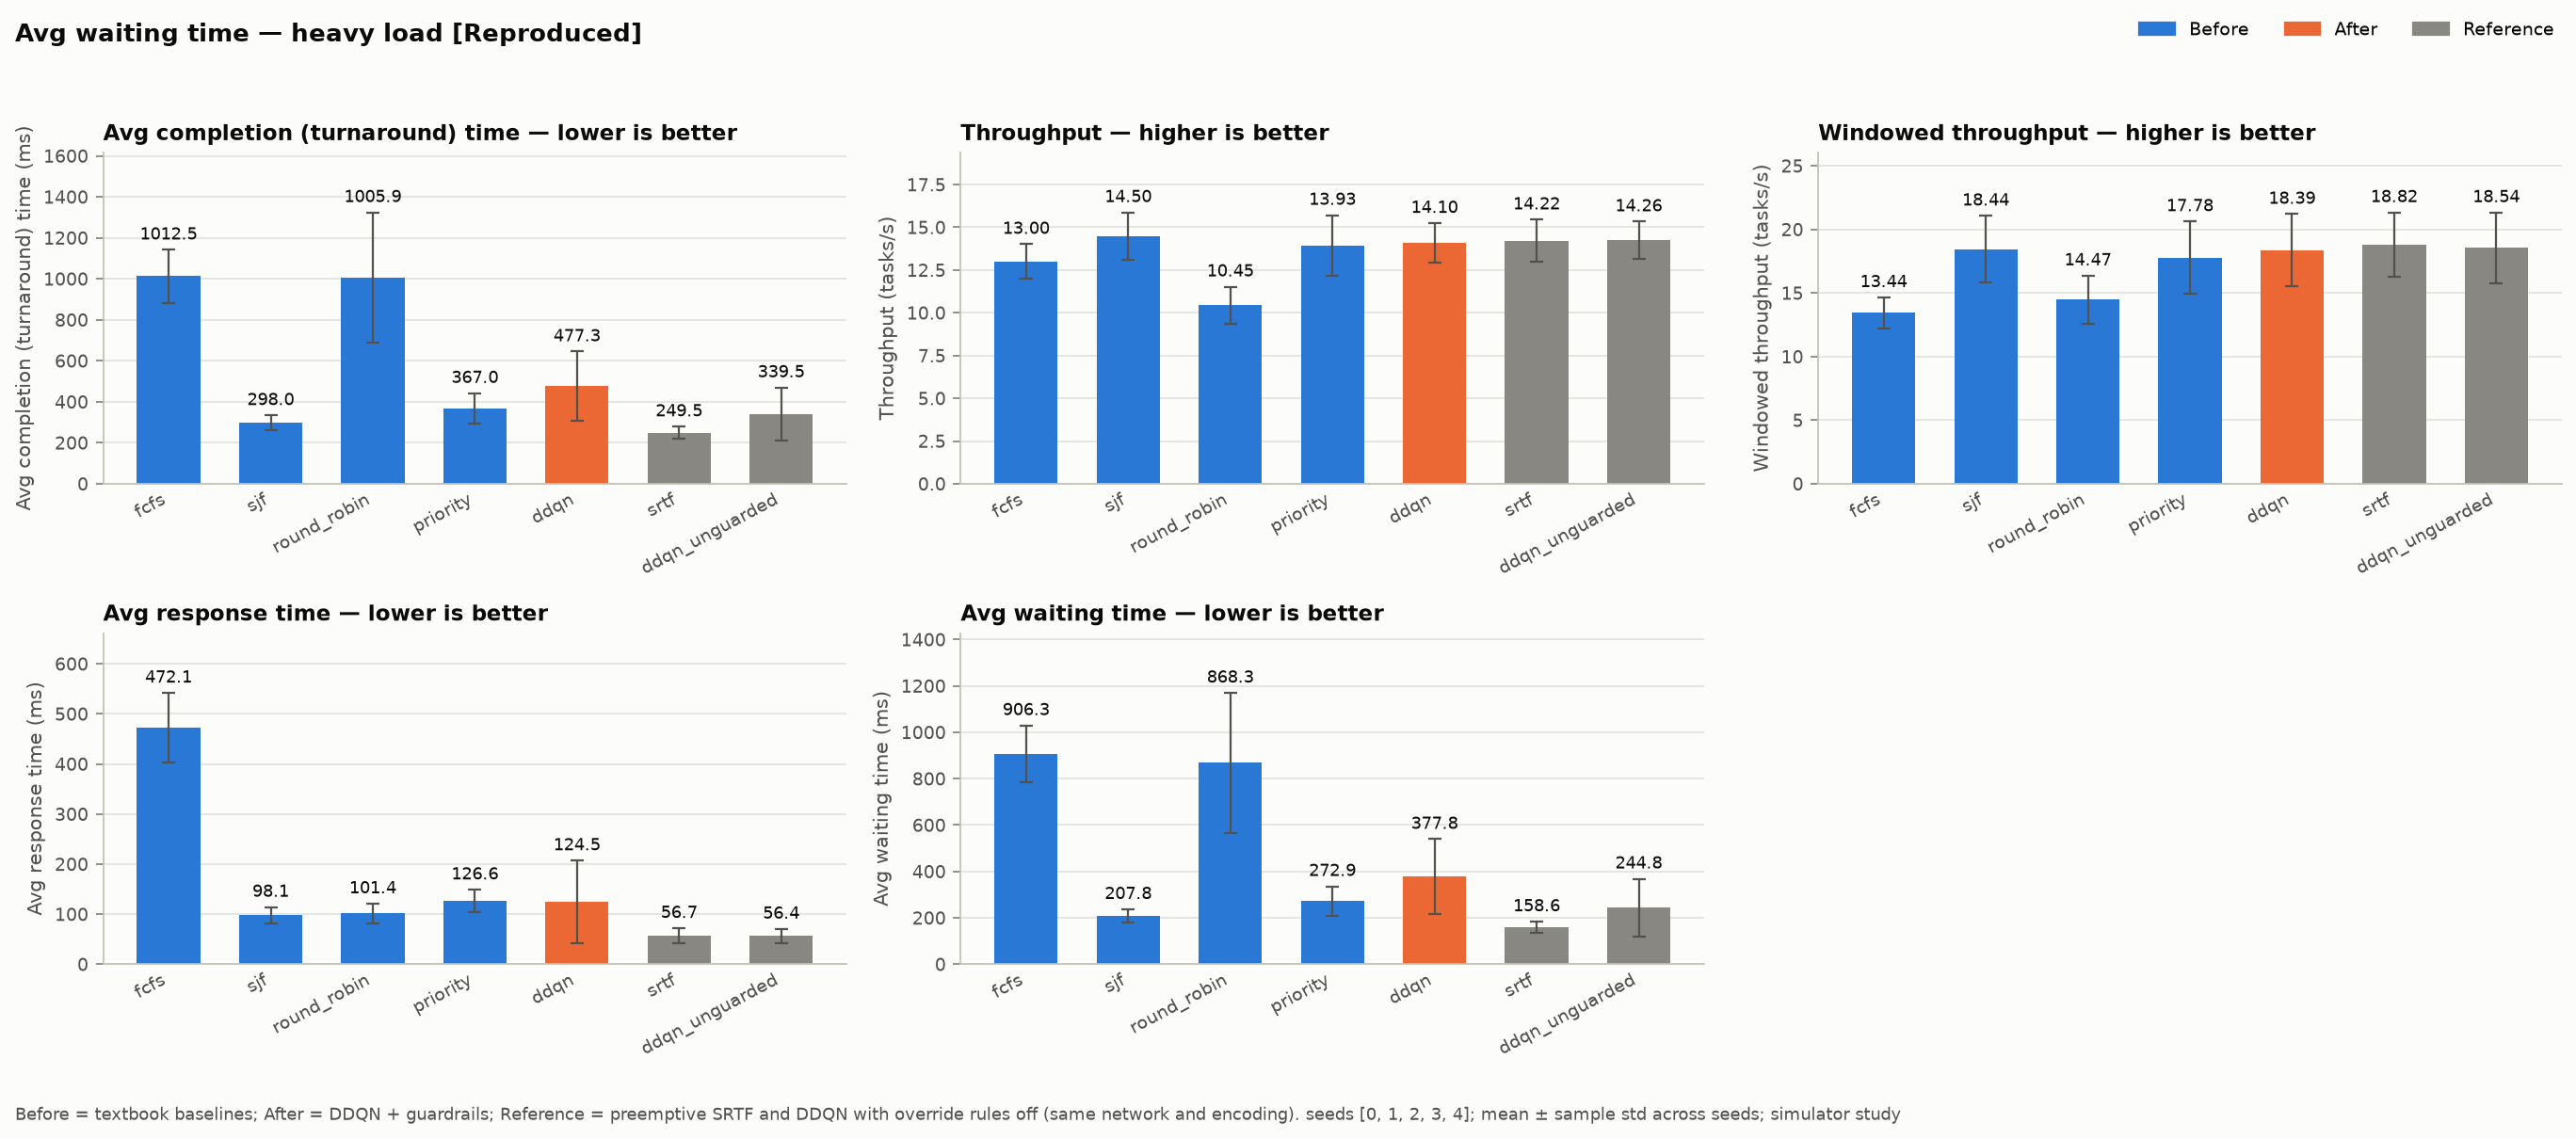 Avg waiting time — heavy load [Reproduced]
Before
After
Reference
Avg completion (turnaround) time — lower is better
Avg completion (turnaround) time (ms)
1600
1400
1200
1000
800
600
400
200
0
1012.5
298.0
1005.9
367.0
477.3
249.5
339.5
fcfs
sjf
round_robin
priority
ddqn
srtf
ddqn_unguarded
Throughput — higher is better
Throughput (tasks/s)
17.5
15.0
12.5
10.0
7.5
5.0
2.5
0.0
13.00
14.50
10.45
13.93
14.10
14.22
14.26
fcfs
sjf
round_robin
priority
ddqn
srtf
ddqn_unguarded
Windowed throughput — higher is better
Windowed throughput (tasks/s)
25
20
15
10
5
0
13.44
18.44
14.47
17.78
18.39
18.82
18.54
fcfs
sjf
round_robin
priority
ddqn
srtf
ddqn_unguarded
Avg response time — lower is better
Avg response time (ms)
600
500
400
300
200
100
0
472.1
98.1
101.4
126.6
124.5
56.7
56.4
fcfs
sjf
round_robin
priority
ddqn
srtf
ddqn_unguarded
Avg waiting time — lower is better
Avg waiting time (ms)
1400
1200
1000
800
600
400
200
0
906.3
207.8
868.3
272.9
377.8
158.6
244.8
fcfs
sjf
round_robin
priority
ddqn
srtf
ddqn_unguarded
Before = textbook baselines; After = DDQN + guardrails; Reference = preemptive SRTF and DDQN with override rules off (same network and encoding). seeds [0, 1, 2, 3, 4]; mean ± sample std across seeds; simulator study